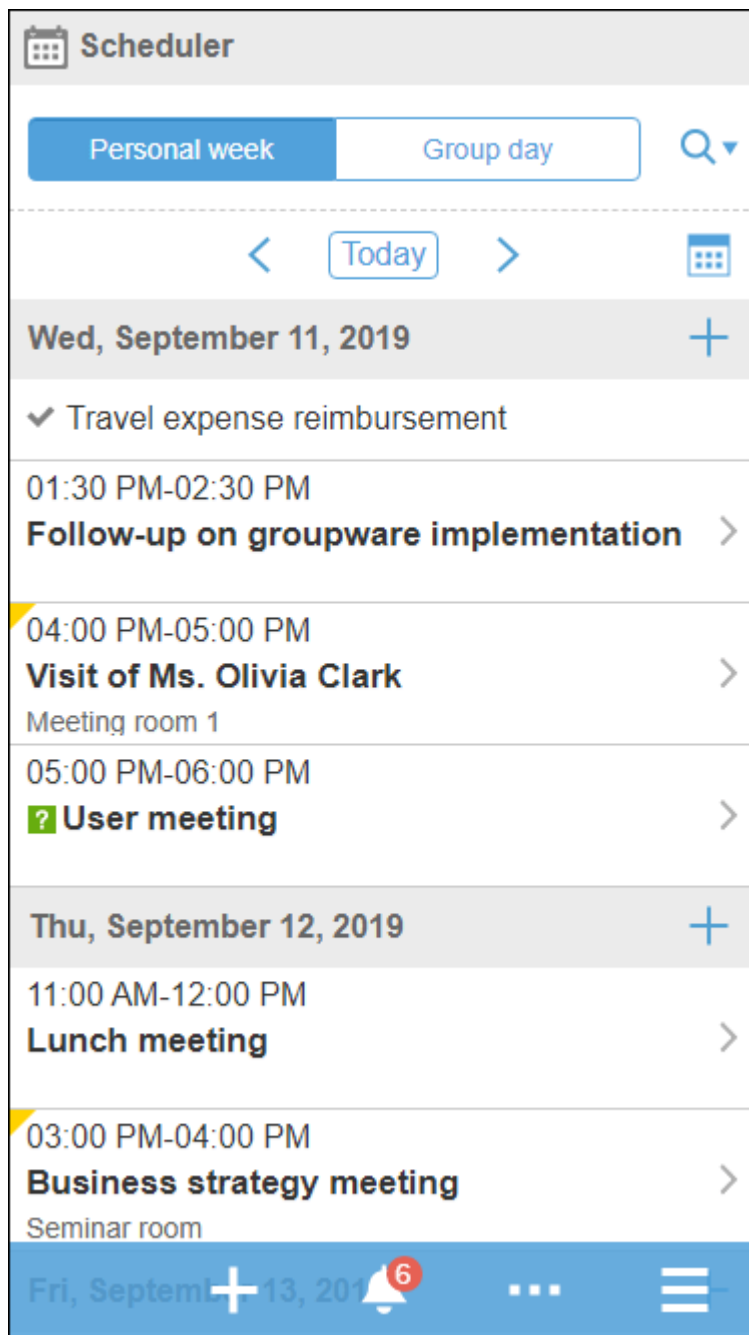 Scheduler
Personal week Group day
Today
Wed, September 11, 2019
Travel expense reimbursement
01:30 PM-02:30 PM
Follow-up on groupware implementation
04:00 PM-05:00 PM
Visit of Ms. Olivia Clark
Meeting room 1
05:00 PM-06:00 PM
? User meeting
Thu, September 12, 2019
11:00 AM-12:00 PM
Lunch meeting
03:00 PM-04:00 PM
Business strategy meeting
Seminar room
6
Fri, 13,